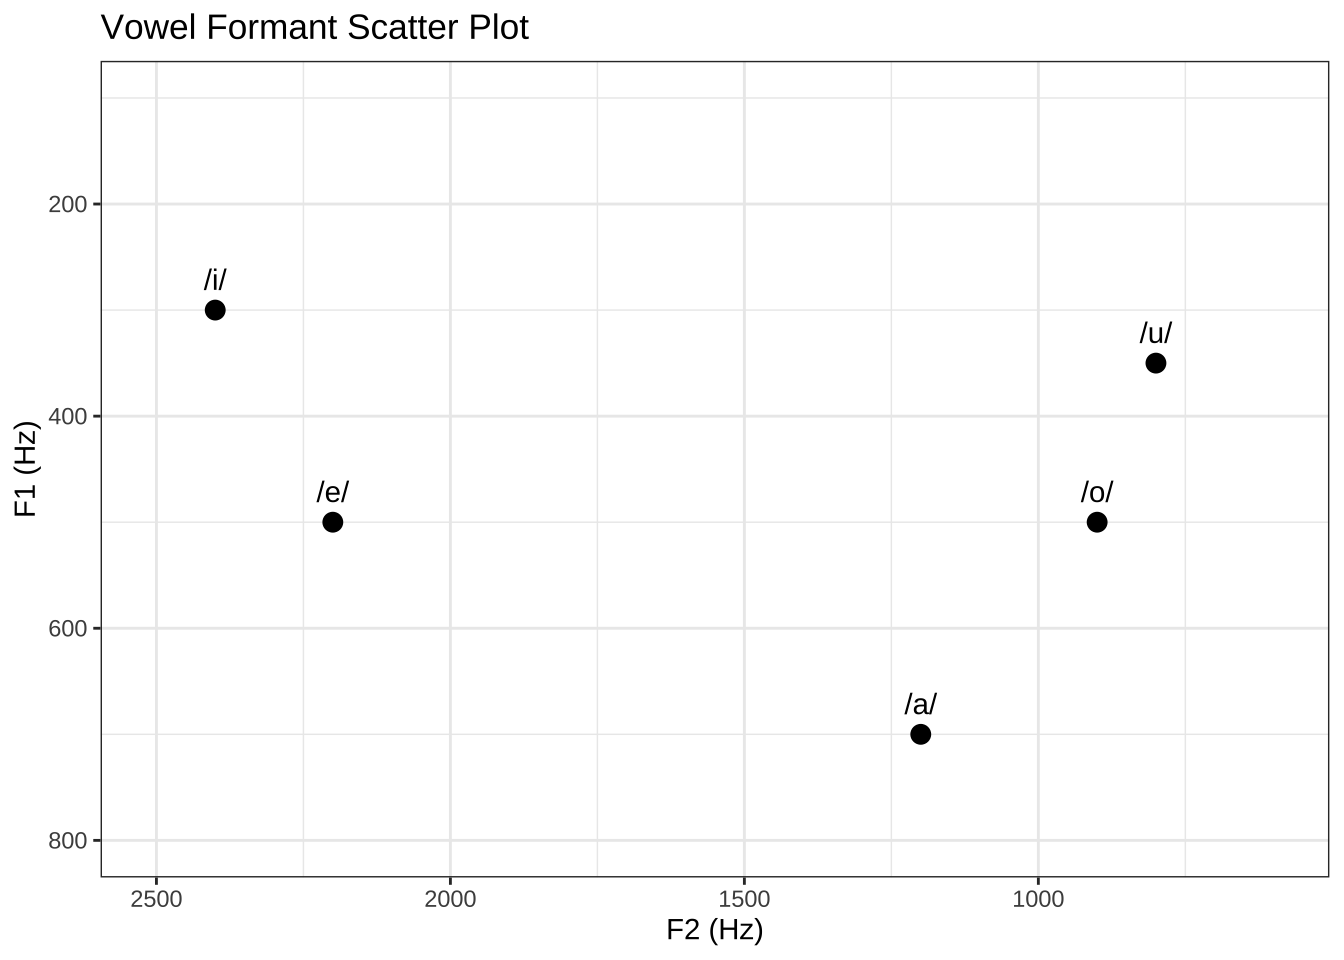 Vowel Formant Scatter Plot
200
/i/
/u/
400
F1 (Hz)
/e/
/o/
600
/a/
800
2500
2000
1500
1000
F2 (Hz)